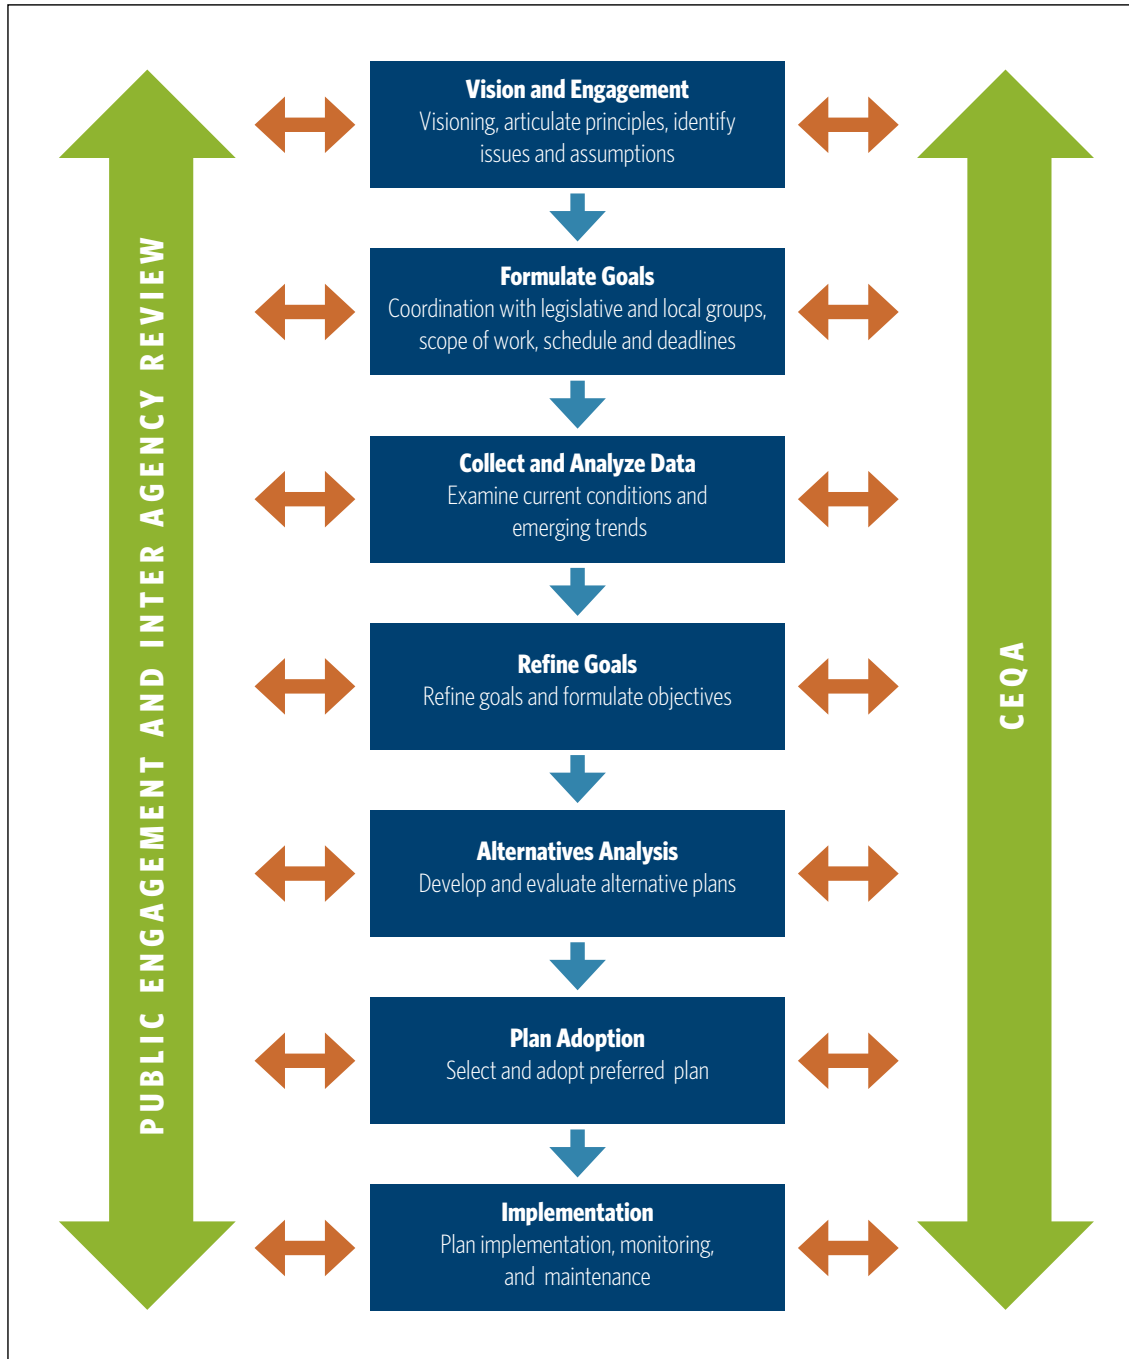 PUBLIC ENGAGEMENT AND INTER AGENCY REVIEW
Vision and Engagement
Visioning, articulate principles, identify
issues and assumptions
Formulate Goals
Coordination with legislative and local groups,
scope of work, schedule and deadlines
Collect and Analyze Data
Examine current conditions and
emerging trends
Refine Goals
Refine goals and formulate objectives
Alternatives Analysis
Develop and evaluate alternative plans
Plan Adoption
Select and adopt preferred plan
Implementation
Plan implementation, monitoring,
and maintenance
CEQA